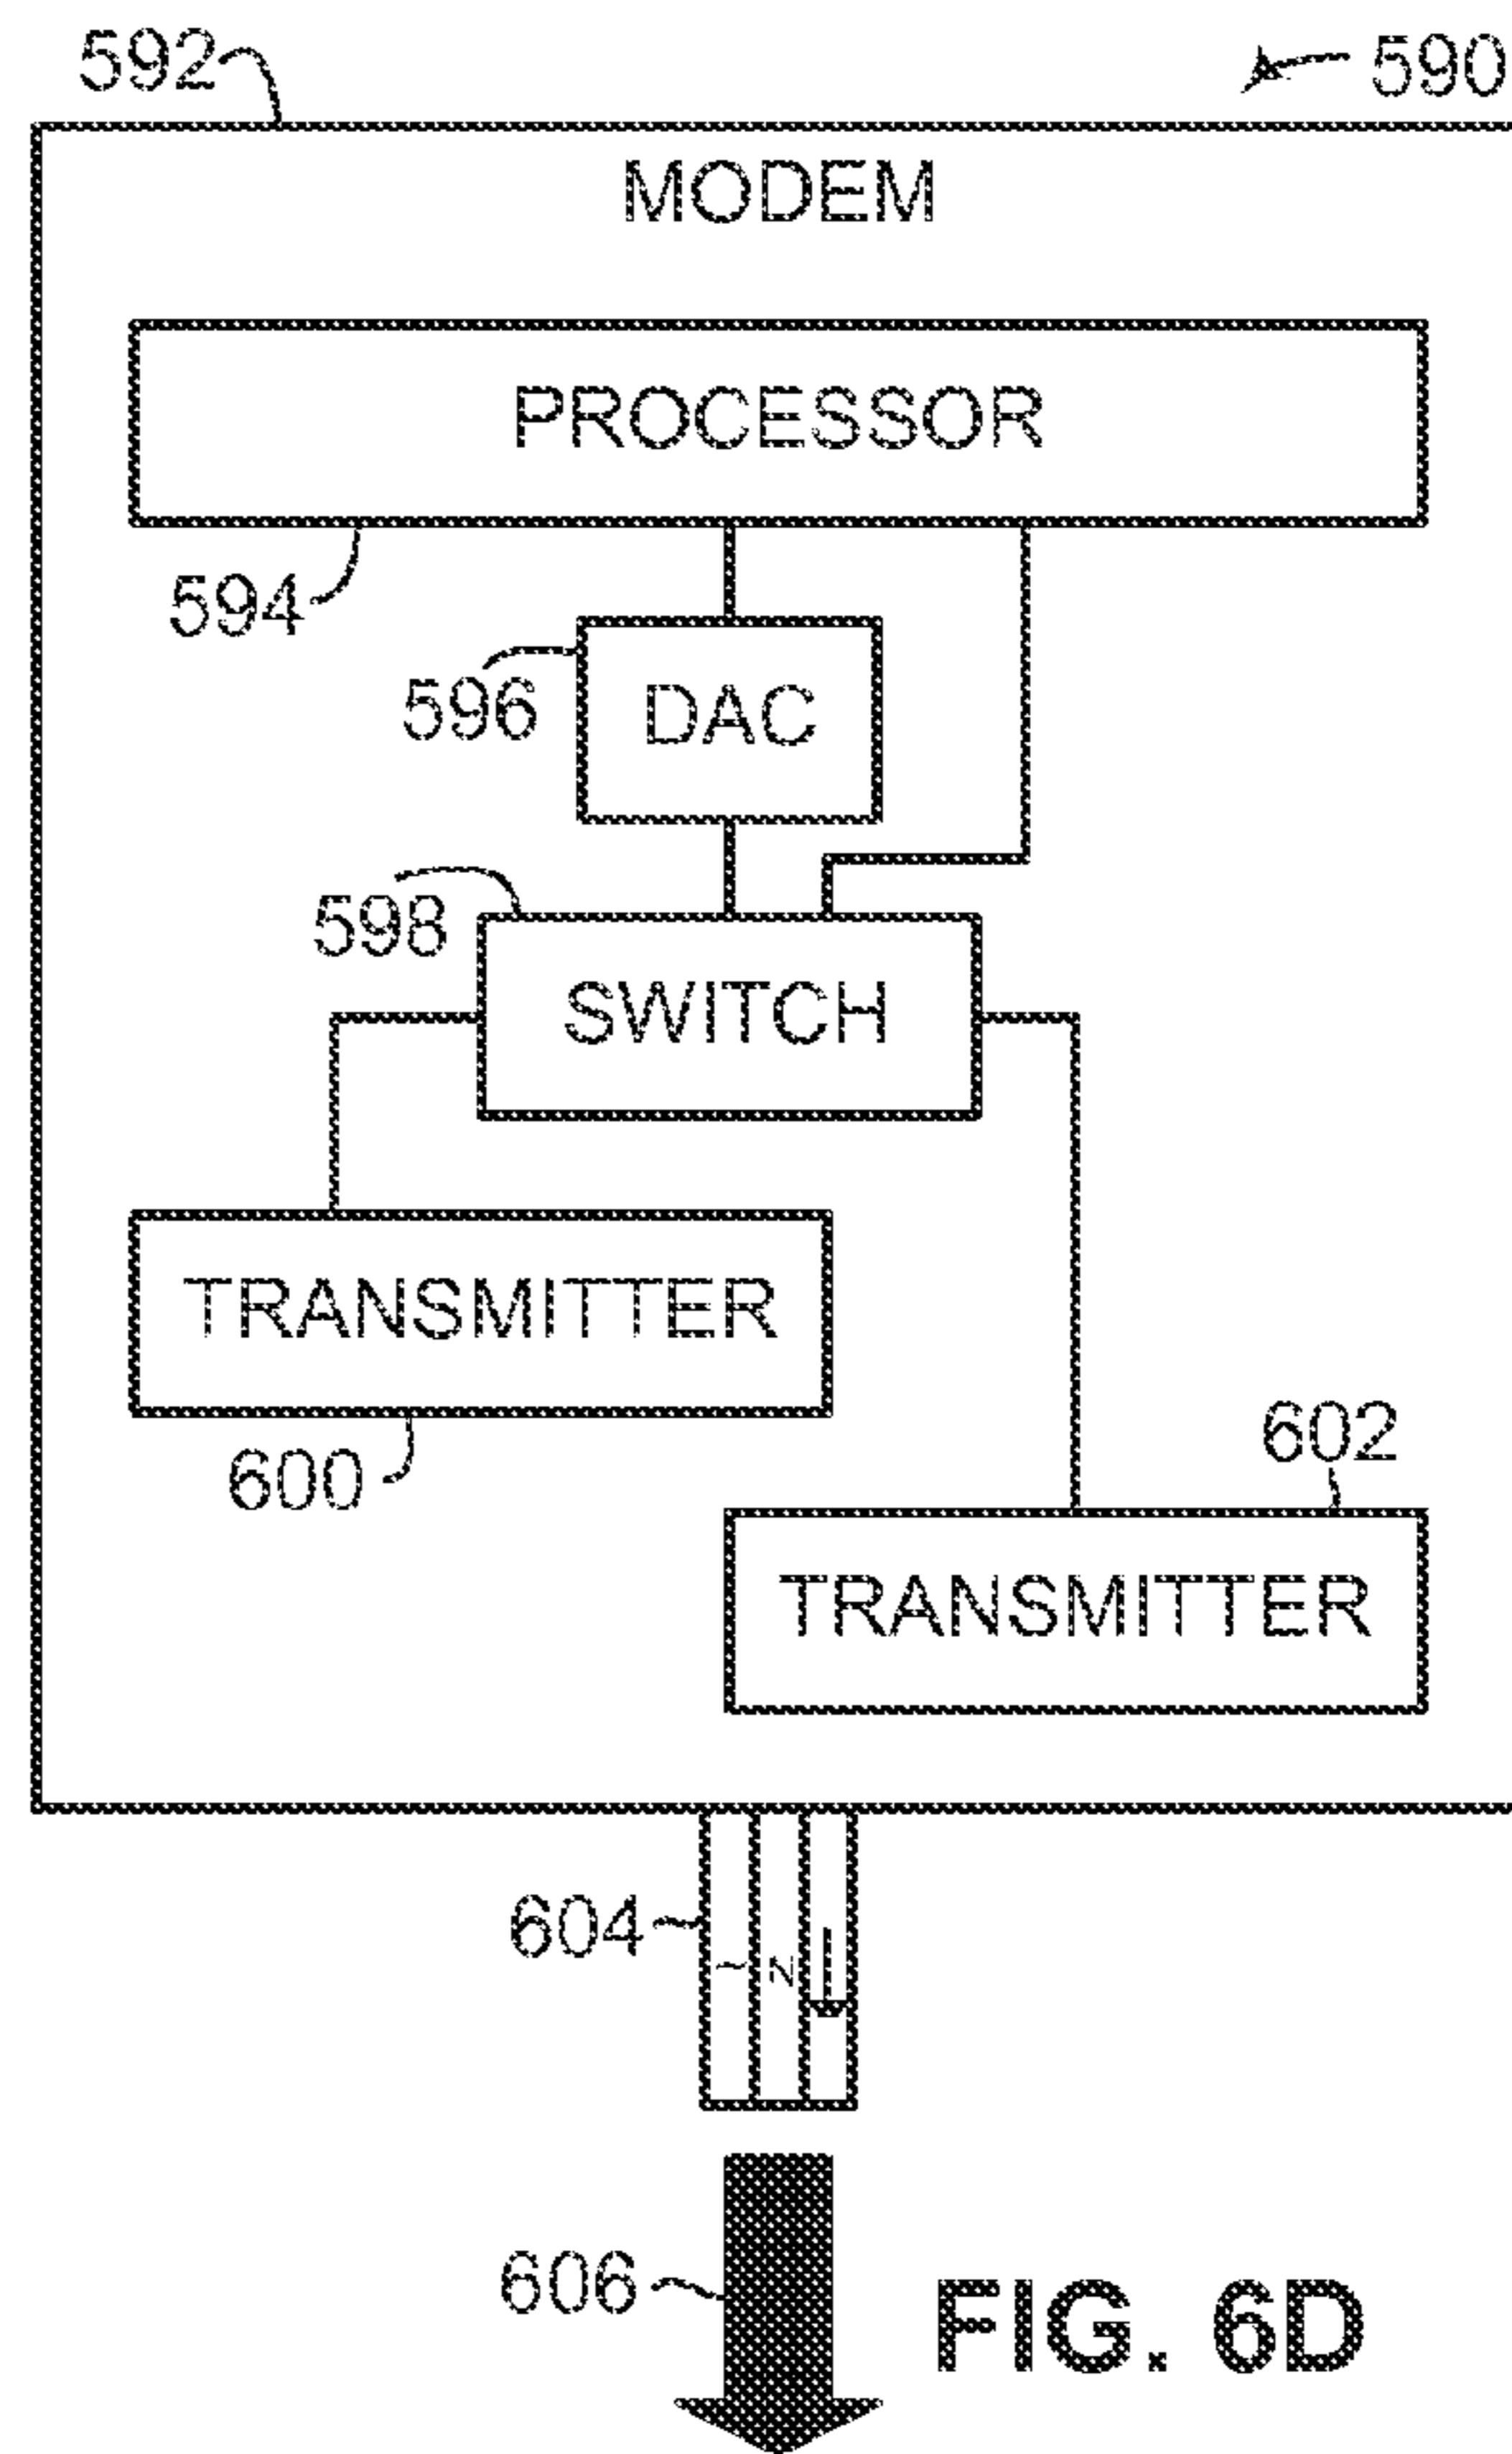 592
590
MODEM
PROCESSOR
594
596
DAC
598
SWITCH
TRANSMITTER
600
602
TRANSMITTER
604
~ N
606
FIG. 6D